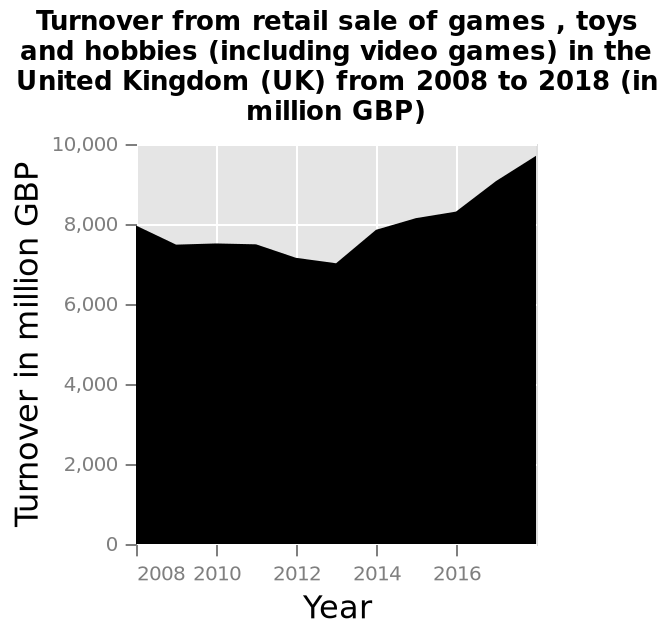 Turnover from retail sale of games , toys
and hobbies (including video games) in the
United Kingdom (UK) from 2008 to 2018 (in
million GBP)
10,000
8,000
6,000
4,000
2,000
0
Turnover in million GBP
2008 2010 2012 2014 2016
Year